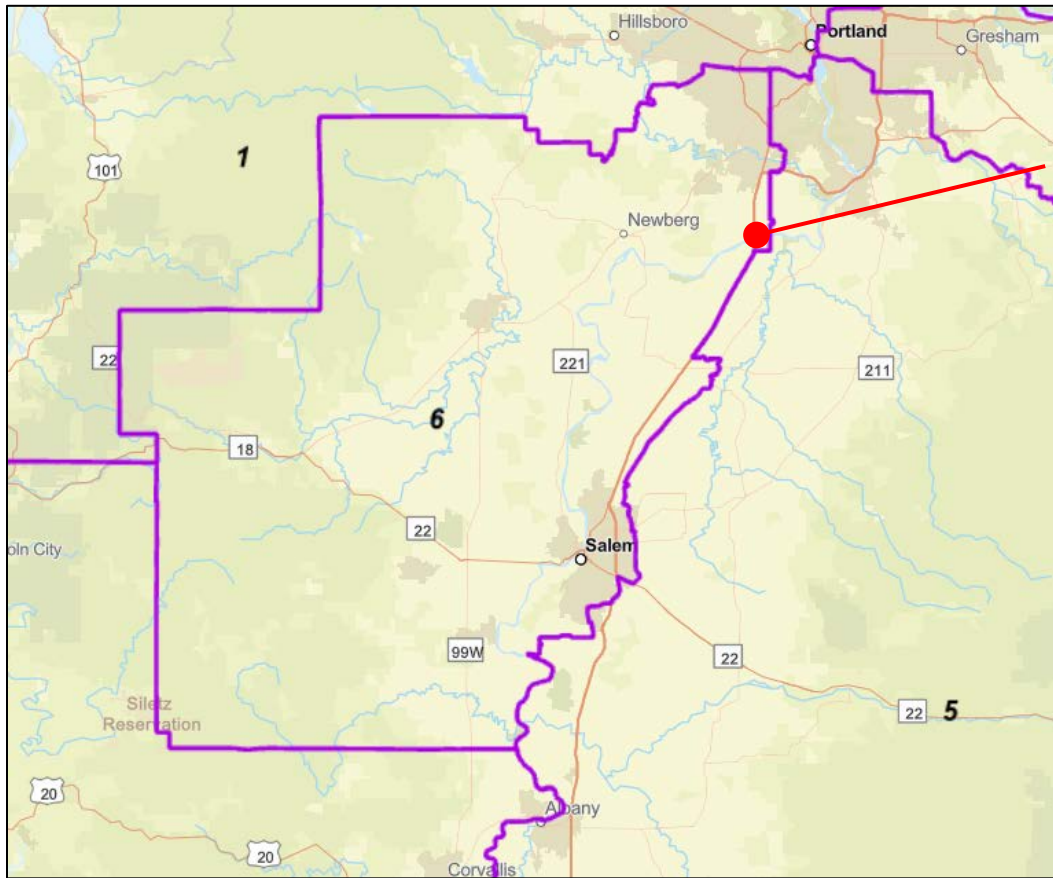 Hillsboro
Portland
Gresham
1
101
Newberg
22
221
211
6
18
22
oln City
Salem
99W
22
Siletz
Reservation
22
5
20
Albany
20
Corvallis